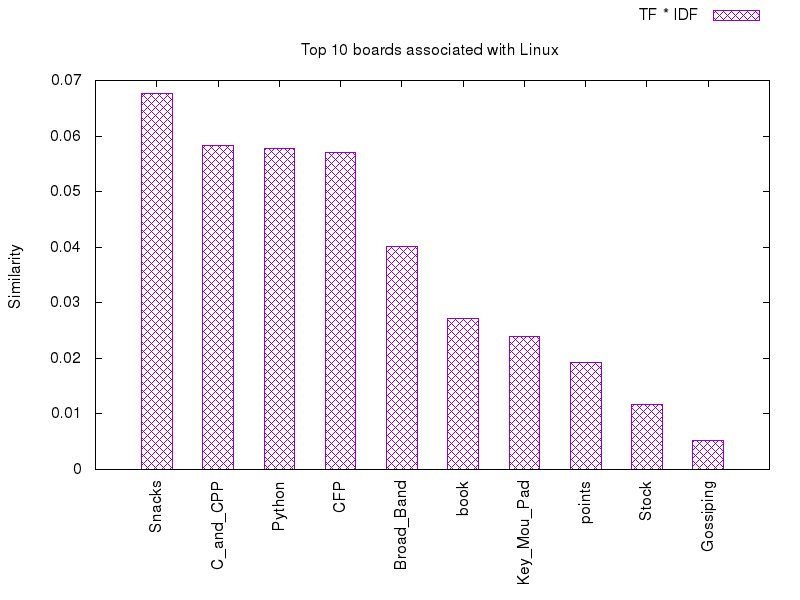 TF * IDF
Top 10 boards associated with Linux
0.07
0.06
0.05
0.04
0.03
0.02
0.01
0
Similarity
Snacks
C_and_CPP
Python
CFP
Broad_Band
book
Key_Mou_Pad
points
Stock
Gossiping